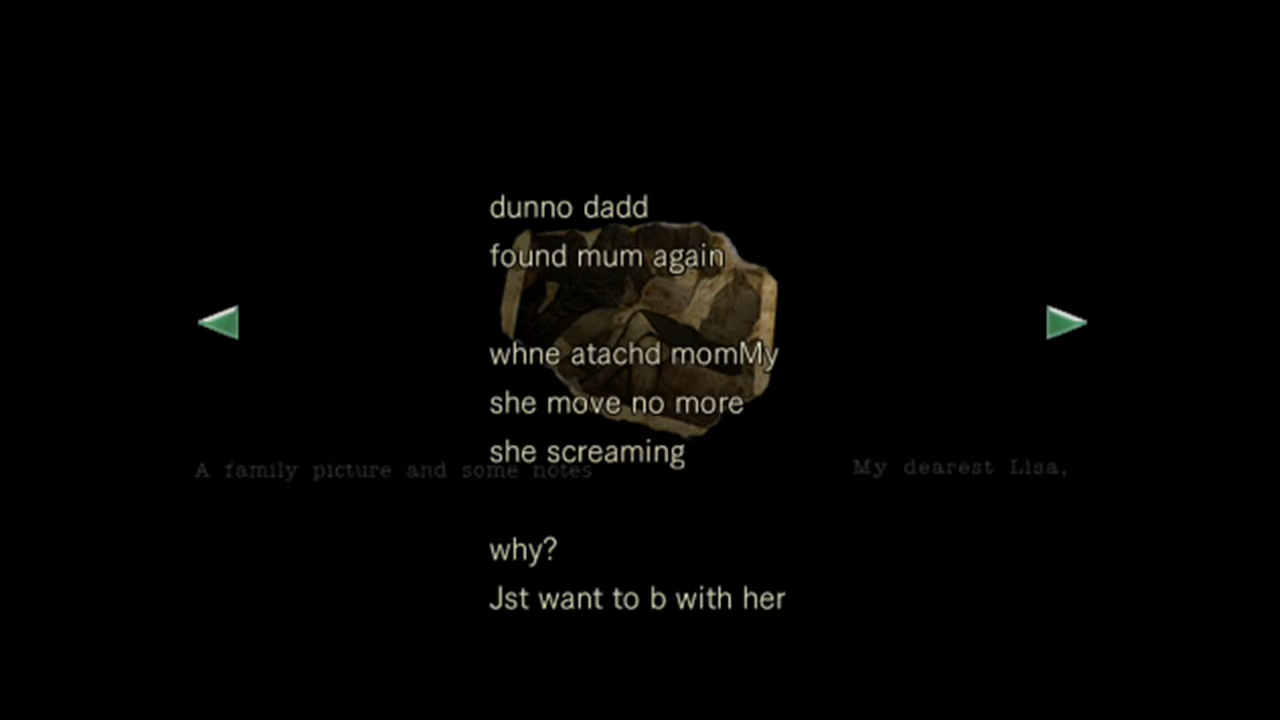 dunno dadd
found mum again
whne atachd momMy
she move no more
she screaming
A family picture and some notes
My dearest Lisa,
why?
Jst want to b with her